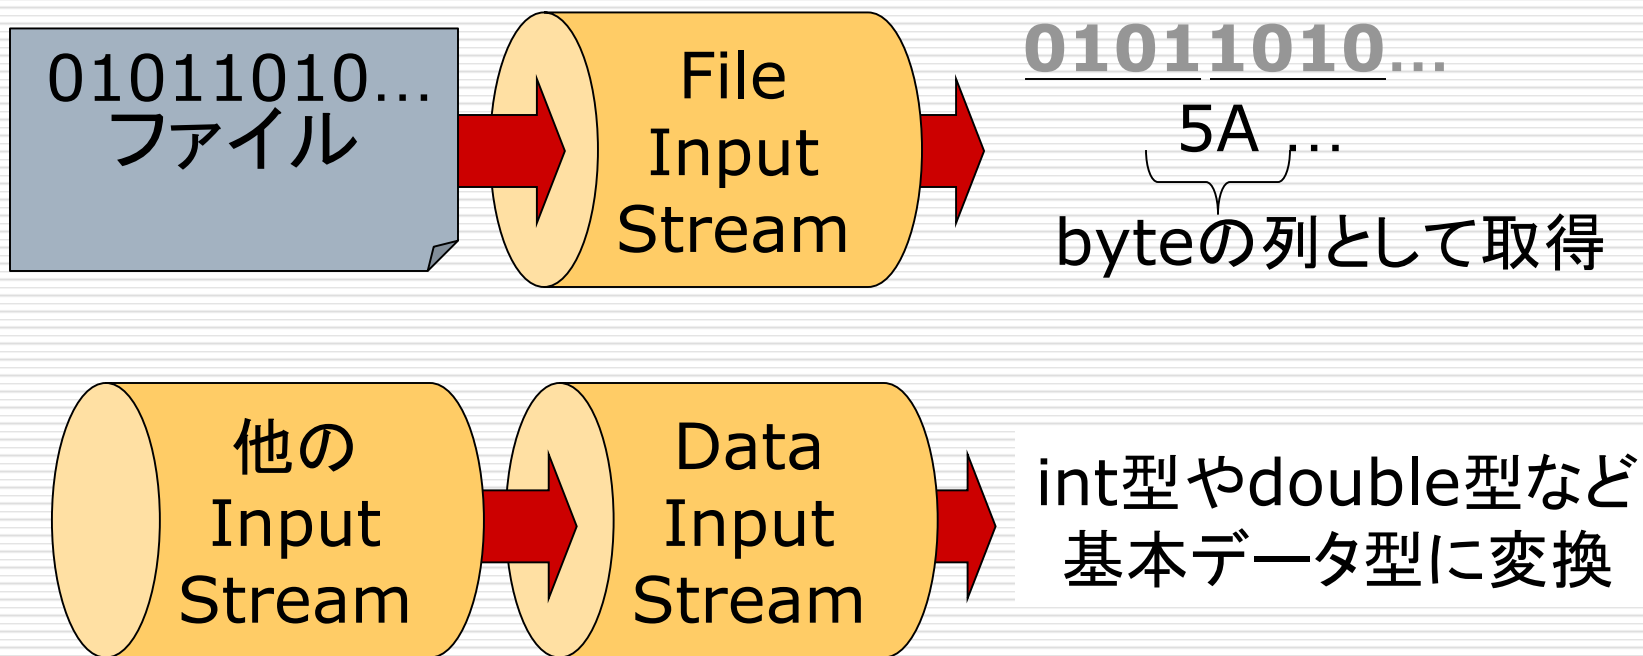 01011010…
ファイル
File
Input
Stream
01011010…
5A …
byteの列として取得
他の
Input
Stream
Data
Input
Stream
int型やdouble型など
基本データ型に変換